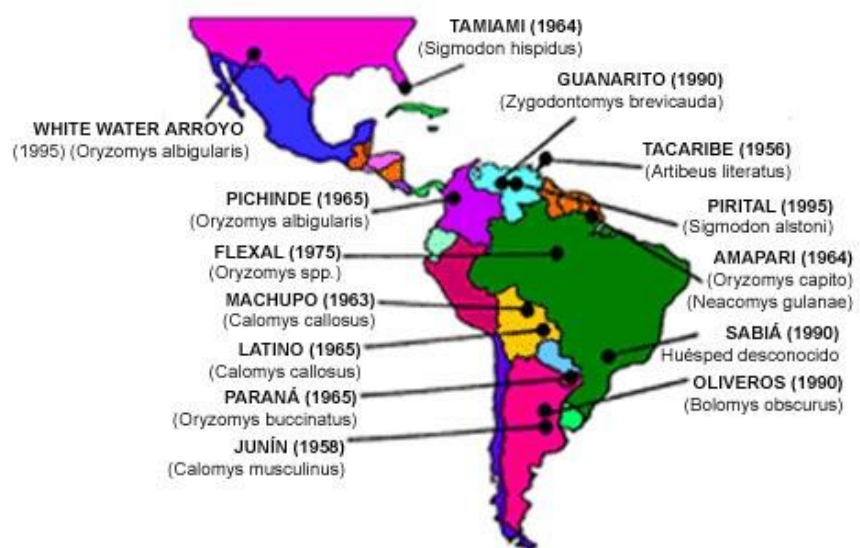 TAMIAMI (1964)
(Sigmodon hispidus)
GUANARITO (1990)
(Zygodontomys brevicauda)
WHITE WATER ARROYO
(1995) (Oryzomys albigularis)
TACARIBE (1956)
(Artibeus literatus)
PICHINDE (1965)
(Oryzomys albigularis)
PIRITAL (1995)
(Sigmodon alstoni)
FLEXAL (1975)
(Oryzomys spp.)
AMAPARI (1964)
(Oryzomys capito)
(Neacomys gulanae)
MACHUPO (1963)
(Calomys callosus)
SABIÁ (1990)
Huésped desconocido
LATINO (1965)
(Calomys callosus)
OLIVEROS (1990)
(Bolomys obscurus)
PARANÁ (1965)
(Oryzomys buccinatus)
JUNÍN (1958)
(Calomys musculinus)